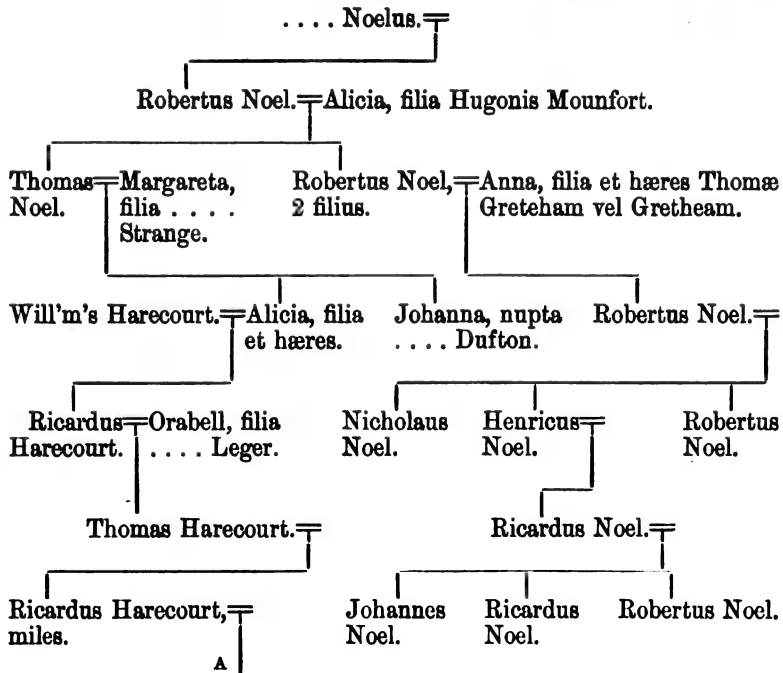 . . . . Noelus.
Robertus Noel. Alicia, filia Hugonis Mounfort.
Thomas Margareta, Robertus Noel, Anna, filia et hæres Thomæ
Noel. filia . . . . 2 filius. Greteham vel Gretheam.
Strange.
Will'm's Harecourt. Alicia, filia Johanna, nupta Robertus Noel.
et hæres. . . . . Dufton.
Ricardus Orabell, filia Nicholaus Henricus Robertus
Harecourt. . . . . Leger. Noel. Noel. Noel.
Thomas Harecourt. Ricardus Noel.
Ricardus Harecourt, Johannes Ricardus Robertus Noel.
miles. Noel. Noel.
A